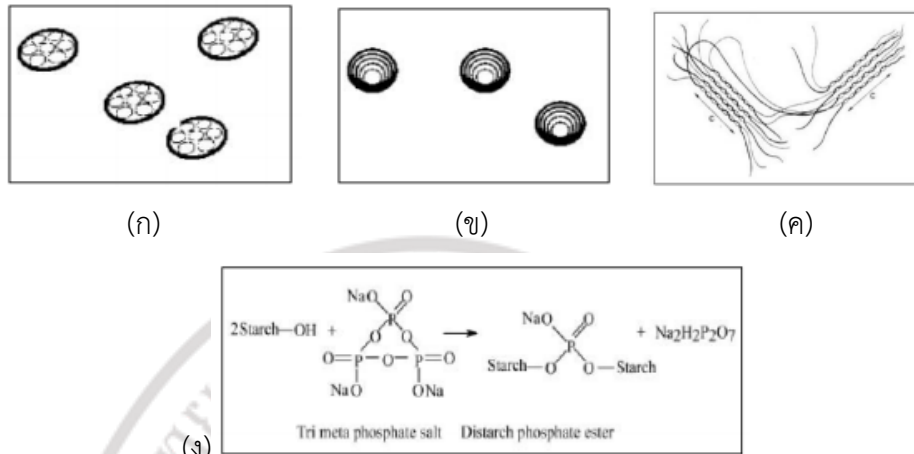 C C
(ก) (ข) (ค)
NaO O
P
2Starch—OH + O O → NaO O + Na2H2P2O7
O=P—O—P=O P
NaO ONa Starch—O O—Starch
Tri meta phosphate salt Distarch phosphate ester
(ง)